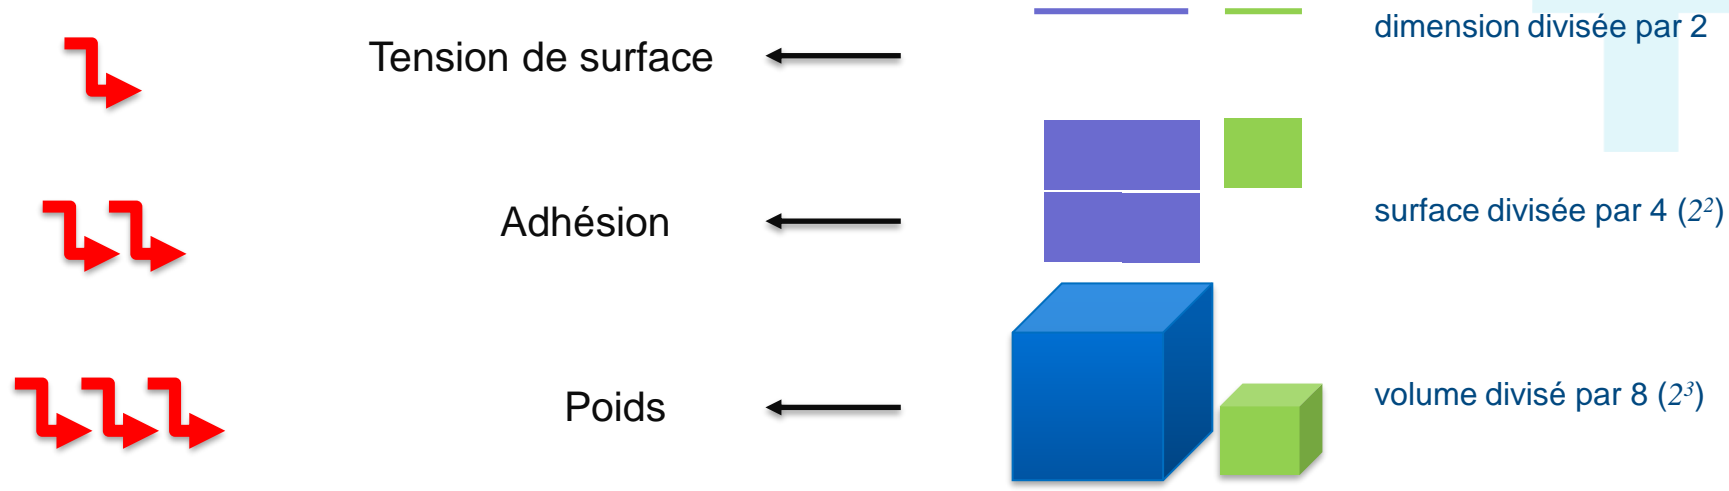 Tension de surface
dimension divisée par 2
Adhésion
surface divisée par 4 (2²)
Poids
volume divisé par 8 (2³)